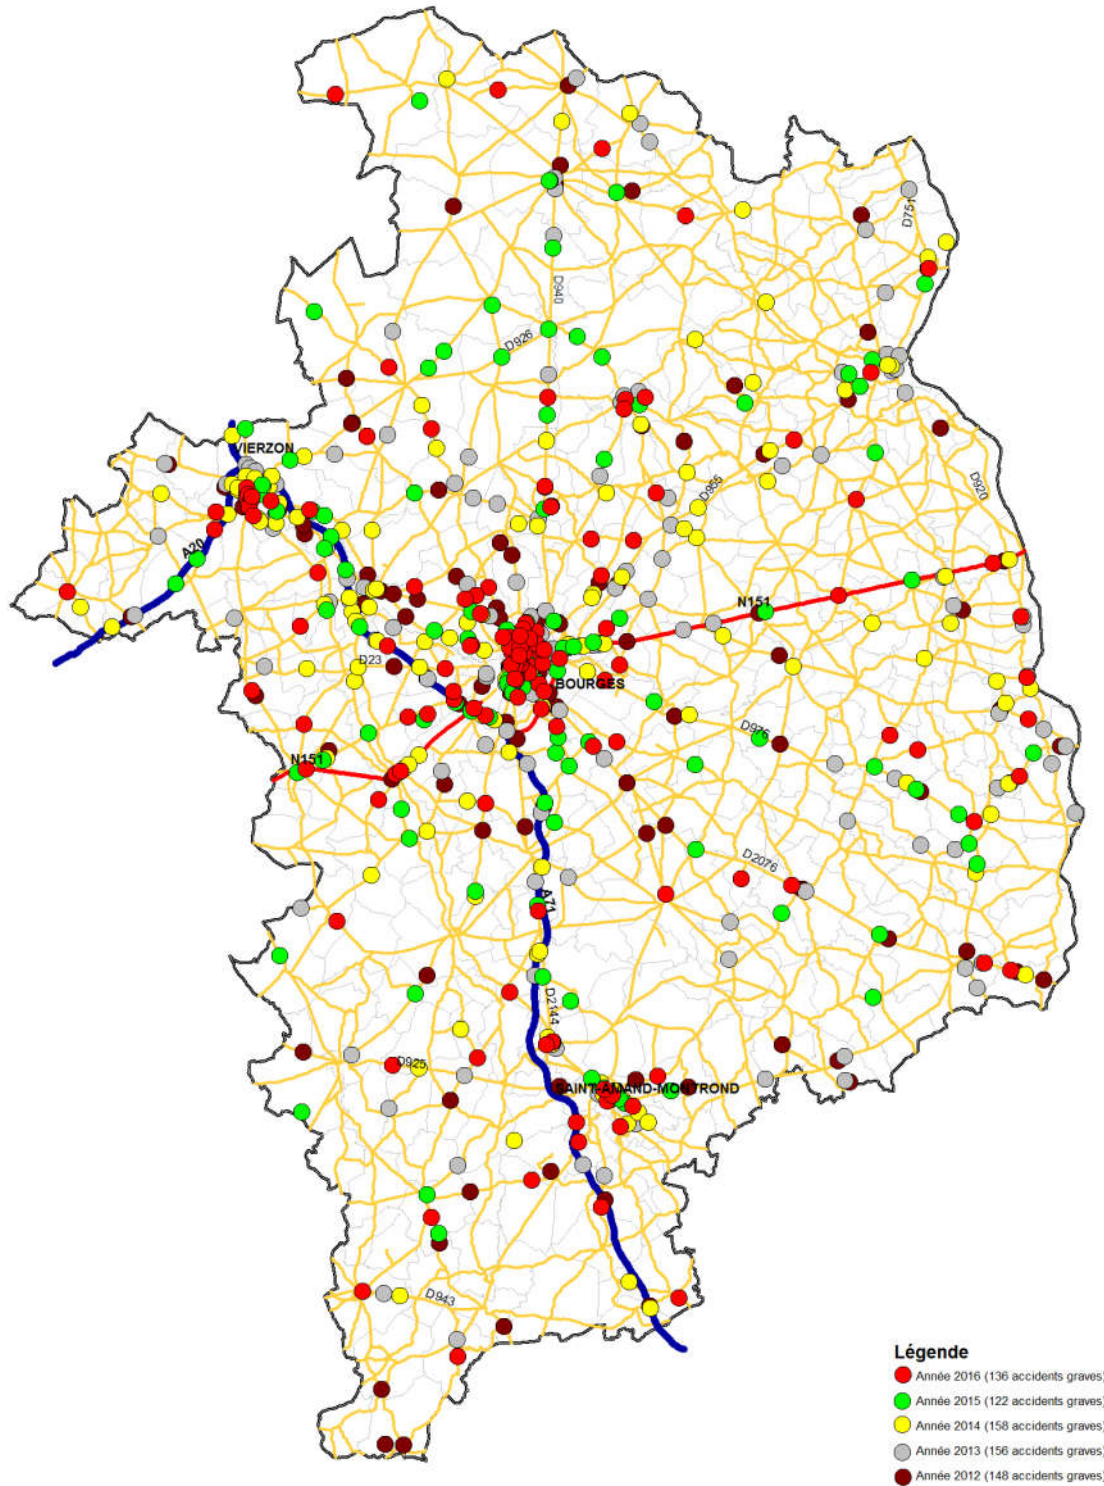 D751
D940
D926
VIERZON
D920
D955
A20
N151
D23
BOURGES
D976
N151
D2076
A71
D2144
D925
SAINT-AMAND-MONTROND
D943
Légende
Année 2016 (136 accidents graves)
Année 2015 (122 accidents graves)
Année 2014 (158 accidents graves)
Année 2013 (156 accidents graves)
Année 2012 (148 accidents graves)